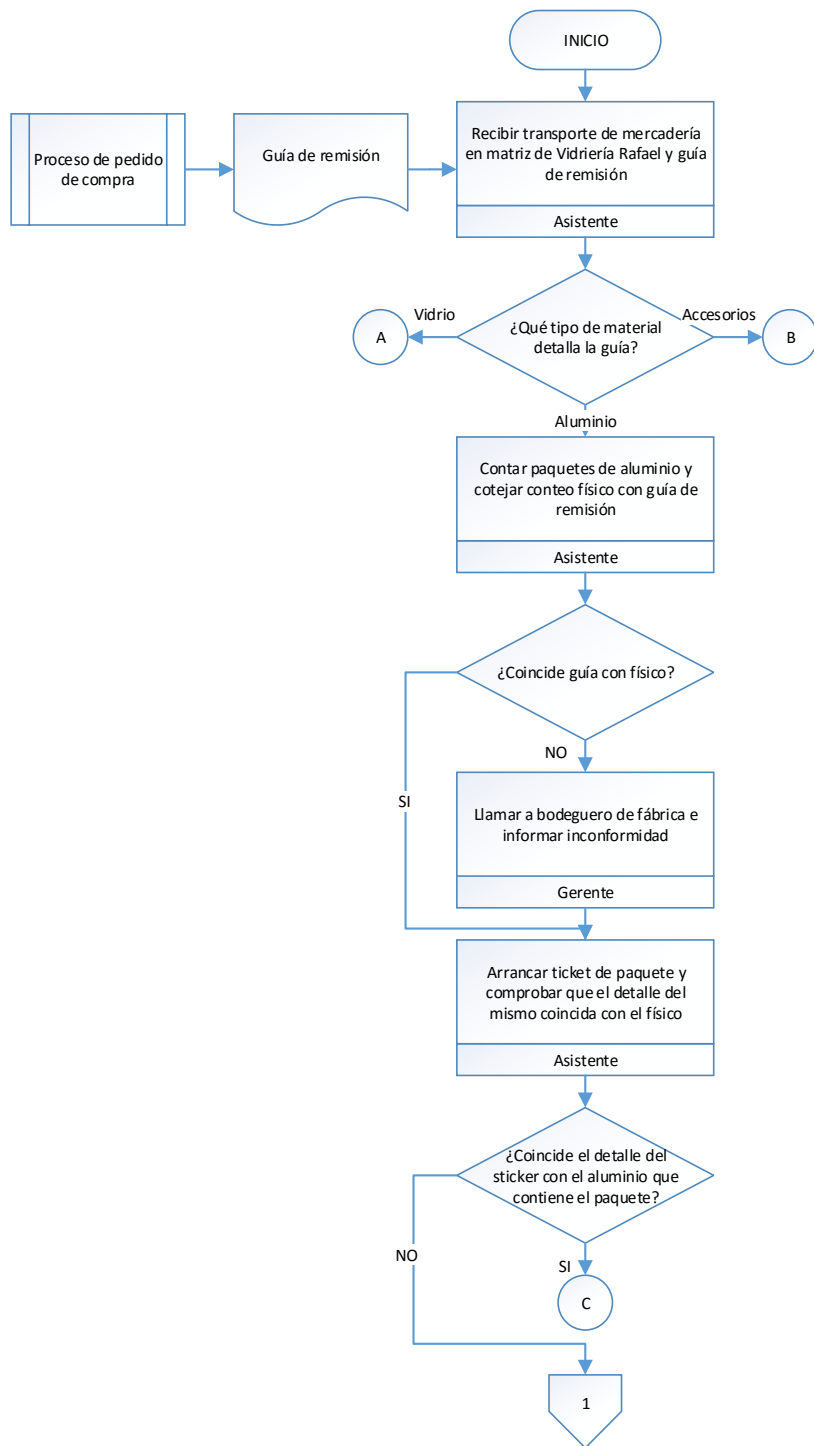 INICIO
Proceso de pedido
de compra
Guía de remisión
Recibir transporte de mercadería
en matriz de Vidriería Rafael y guía
de remisión
Asistente
Vidrio
Accesorios
A
¿Qué tipo de material
detalla la guía?
B
Aluminio
Contar paquetes de aluminio y
cotejar conteo físico con guía de
remisión
Asistente
¿Coincide guía con físico?
NO
SI
Llamar a bodeguero de fábrica e
informar inconformidad
Gerente
Arrancar ticket de paquete y
comprobar que el detalle del
mismo coincida con el físico
Asistente
¿Coincide el detalle del
sticker con el aluminio que
contiene el paquete?
NO
SI
C
1